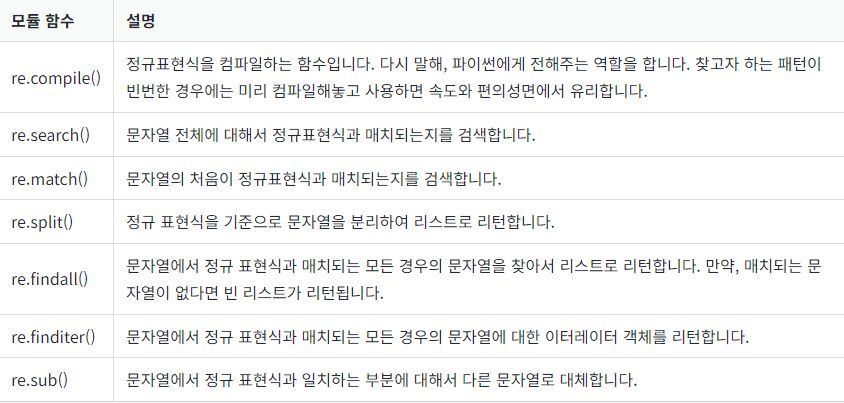 모듈 함수 설명
re.compile() 정규표현식을 컴파일하는 함수입니다. 다시 말해, 파이썬에게 전해주는 역할을 합니다. 찾고자 하는 패턴이
빈번한 경우에는 미리 컴파일해놓고 사용하면 속도와 편의성면에서 유리합니다.
re.search() 문자열 전체에 대해서 정규표현식과 매치되는지를 검색합니다.
re.match() 문자열의 처음이 정규표현식과 매치되는지를 검색합니다.
re.split() 정규 표현식을 기준으로 문자열을 분리하여 리스트로 리턴합니다.
re.findall() 문자열에서 정규 표현식과 매치되는 모든 경우의 문자열을 찾아서 리스트로 리턴합니다. 만약, 매치되는 문
자열이 없다면 빈 리스트가 리턴됩니다.
re.finditer() 문자열에서 정규 표현식과 매치되는 모든 경우의 문자열에 대한 이터레이터 객체를 리턴합니다.
re.sub() 문자열에서 정규 표현식과 일치하는 부분에 대해서 다른 문자열로 대체합니다.